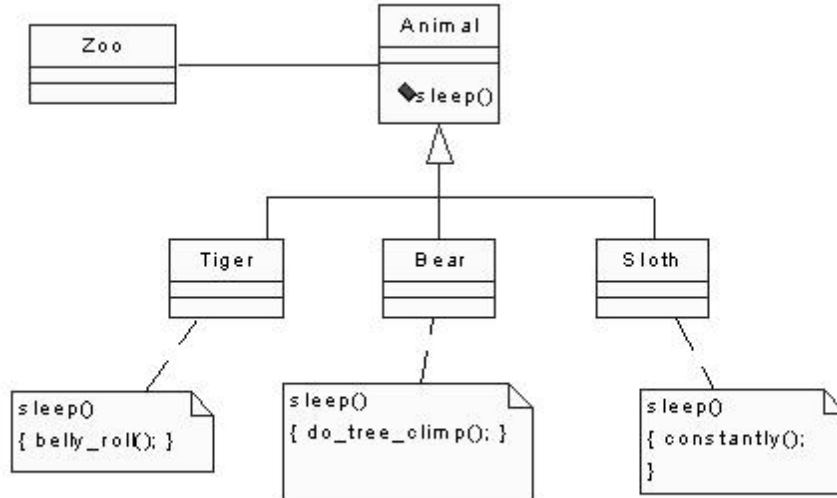 Zoo
Animal
sleep()
Tiger
Bear
Sloth
sleep()
{ belly_roll(); }
sleep()
{ do_tree_climp(); }
sleep()
{ constantly();
}